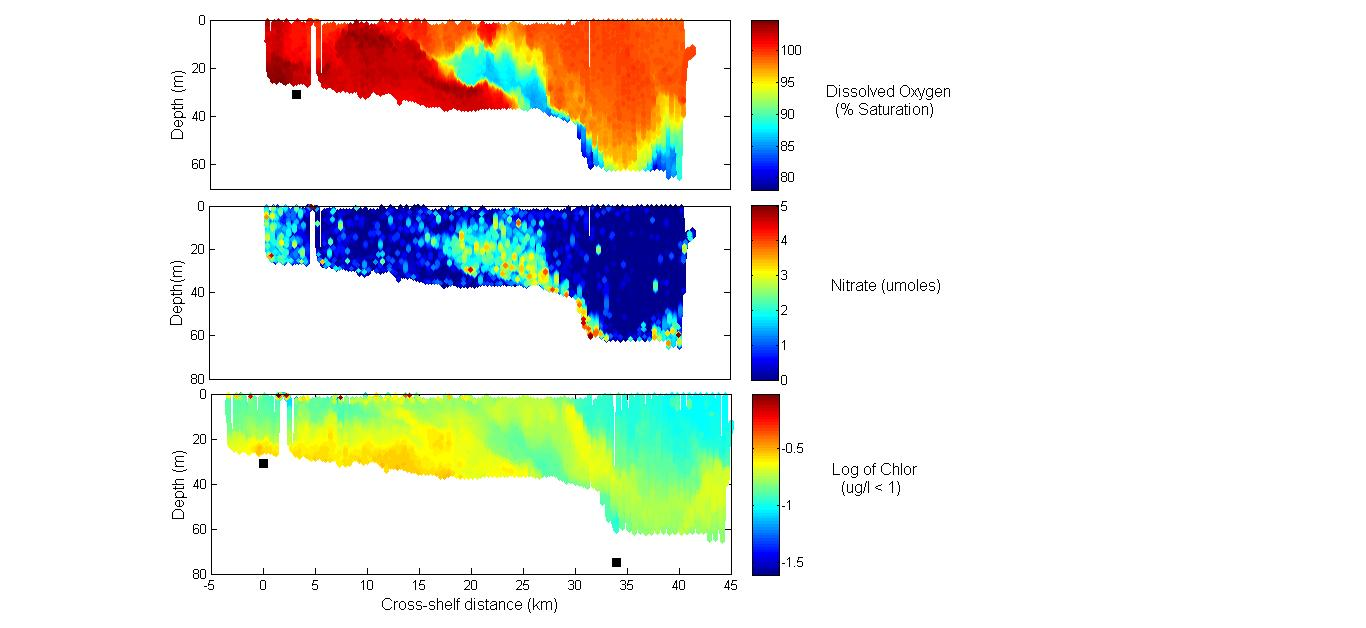 0
20
40
60
Depth (m)
100
95
90
85
80
Dissolved Oxygen
(% Saturation)
0
20
40
60
80
Depth(m)
5
4
3
2
1
0
Nitrate (umoles)
0
20
40
60
80
Depth (m)
-0.5
-1
-1.5
Log of Chlor
(ug/l < 1)
-5 0 5 10 15 20 25 30 35 40 45
Cross-shelf distance (km)